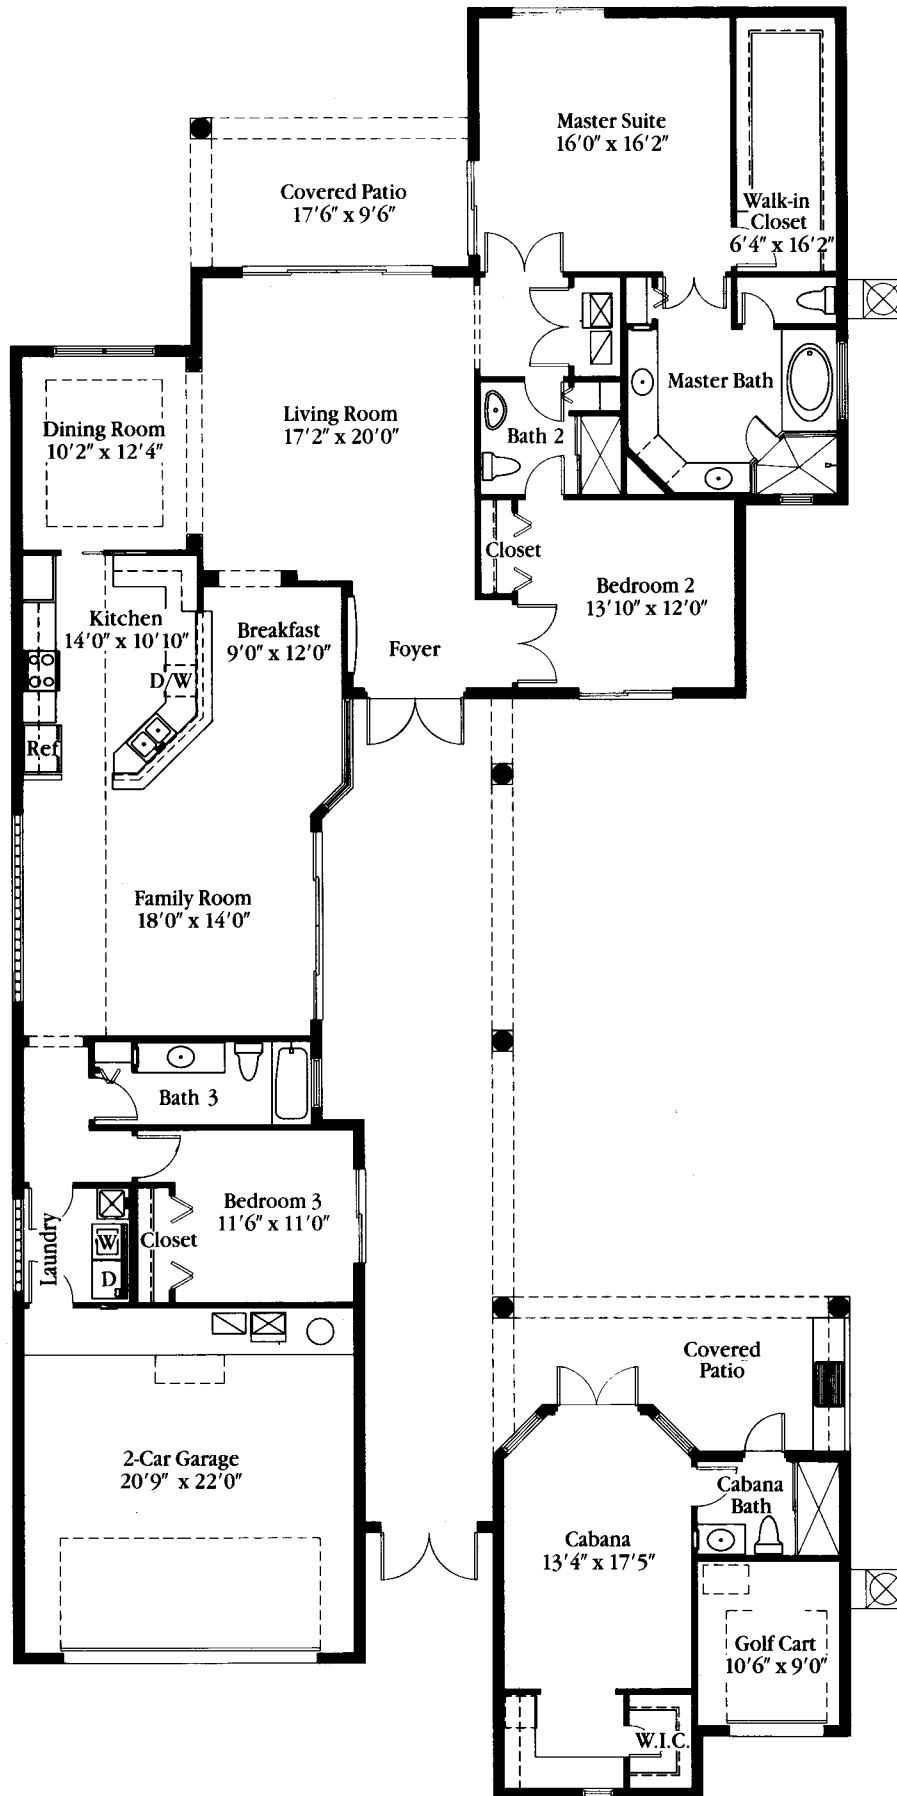 Master Suite
16'0" x 16'2"
Covered Patio
17'6" x 9'6"
Walk-in
Closet
6'4" x 16'2"
Living Room
17'2" x 20'0"
Master Bath
Dining Room
10'2" x 12'4"
Bath 2
Closet
Bedroom 2
13'10" x 12'0"
Kitchen
14'0" x 10'10"
Breakfast
9'0" x 12'0"
Foyer
D/W
Ref
Family Room
18'0" x 14'0"
Bath 3
Bedroom 3
11'6" x 11'0"
Laundry
W
Closet
D
Covered
Patio
2-Car Garage
20'9" x 22'0"
Cabana
Bath
Cabana
13'4" x 17'5"
Golf Cart
10'6" x 9'0"
W.I.C.